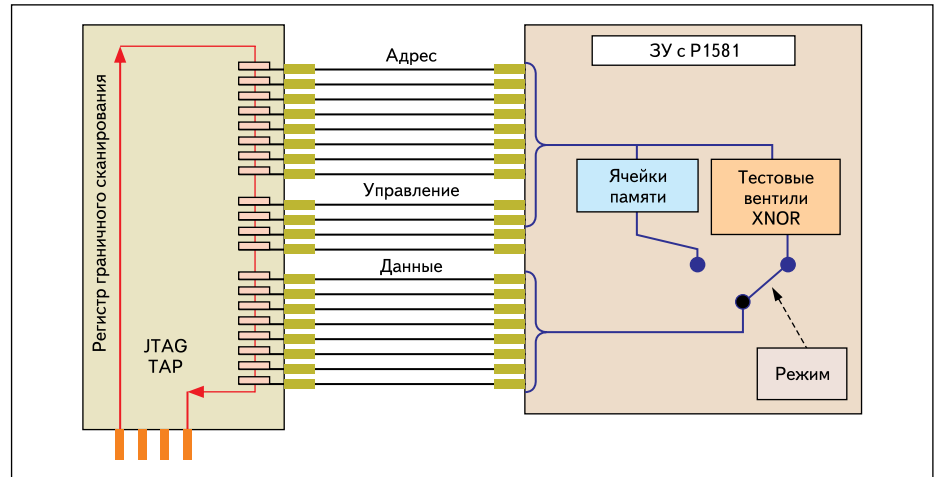 Адрес
ЗУ с P1581
Регистр граничного сканирования
Управление
Ячейки
памяти
Тестовые
вентили
XNOR
Данные
JTAG
TAP
Режим